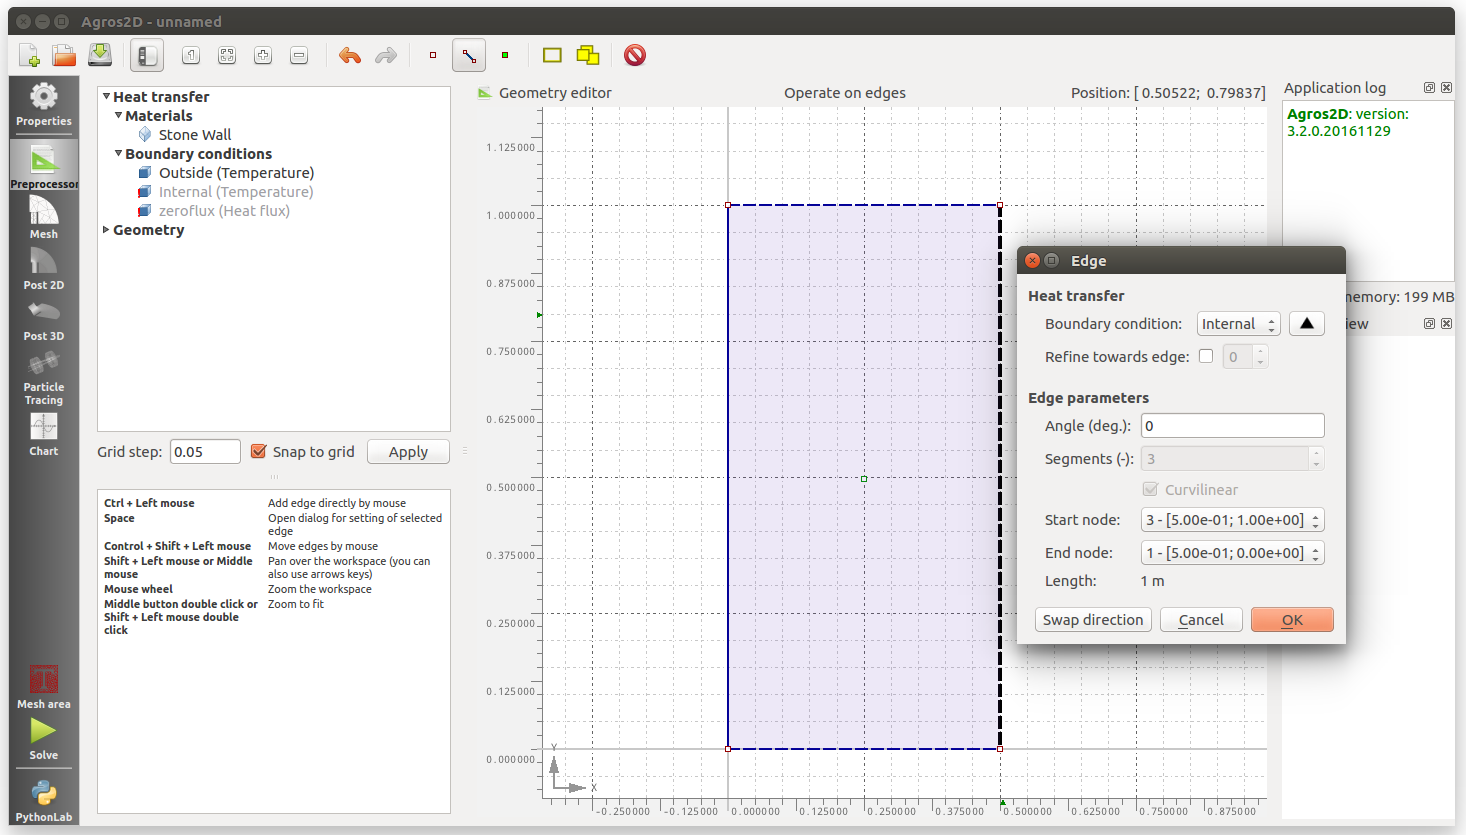 Agros2D - unnamed
Properties
Preprocessor
Mesh
Post 2D
Post 3D
Particle
Tracing
Chart
Mesh area
Solve
PythonLab
Heat transfer
Materials
Stone Wall
Boundary conditions
Outside (Temperature)
Internal (Temperature)
zeroflux (Heat flux)
Geometry
Grid step: 0.05 Snap to grid Apply
Ctrl + Left mouse Add edge directly by mouse
Space Open dialog for setting of selected
edge
Control + Shift + Left mouse Move edges by mouse
Shift + Left mouse or Middle Pan over the workspace (you can
mouse also use arrows keys)
Mouse wheel Zoom the workspace
Middle button double click or Zoom to fit
Shift + Left mouse double
click
Geometry editor Operate on edges Position: [ 0.50522; 0.79837]
1.125000
1.000000
0.875000
0.750000
0.625000
0.500000
0.375000
0.250000
0.125000
0.000000
Y
X
-0.250000 -0.125000 0.000000 0.125000 0.250000 0.375000 0.500000 0.625000 0.750000 0.875000
Application log
Agros2D: version:
3.2.0.20161129
memory: 199 MB
iew
Edge
Heat transfer
Boundary condition: Internal
Refine towards edge: 0
Edge parameters
Angle (deg.): 0
Segments (-): 3
Curvilinear
Start node: 3 - [5.00e-01; 1.00e+00]
End node: 1 - [5.00e-01; 0.00e+00]
Length: 1 m
Swap direction Cancel OK